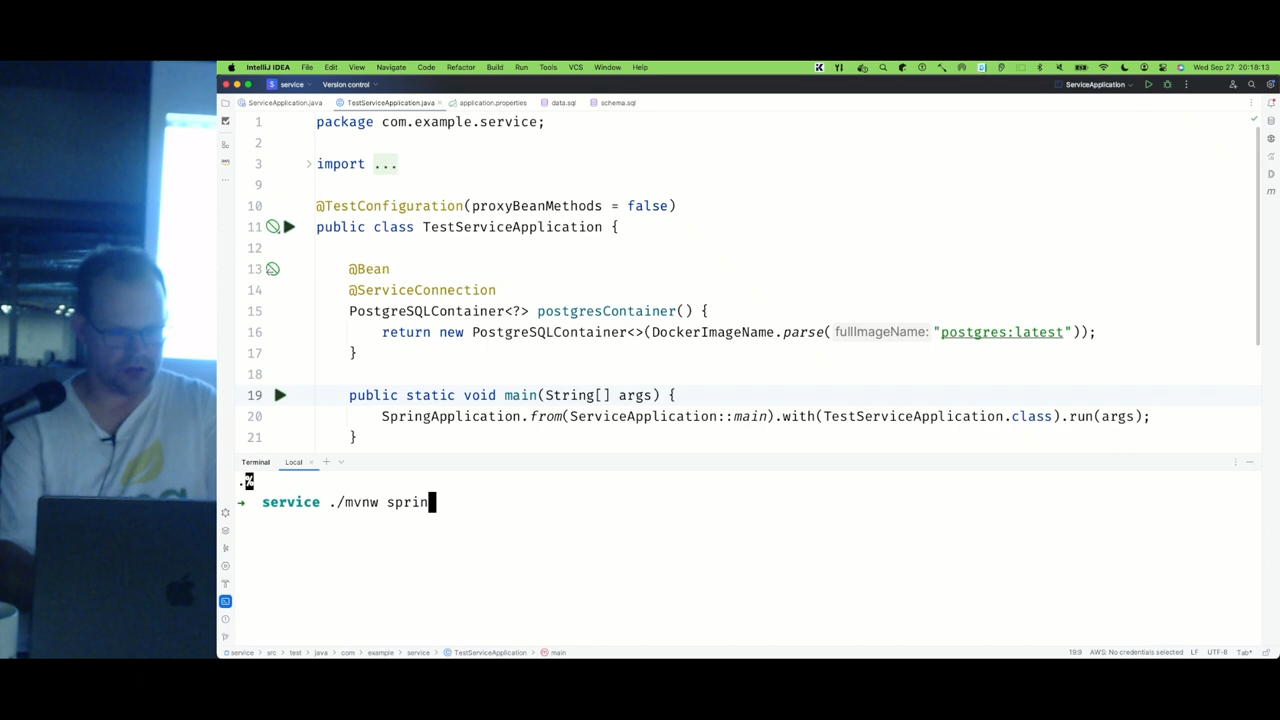 IntelliJ IDEA File Edit View Navigate Code Refactor Build Run Tools VCS Window Help Wed Sep 27 20:18:13
S service Version control ServiceApplication
ServiceApplication.java TestServiceApplication.java application.properties data.sql schema.sql
1 package com.example.service;
2
3 import ...
9
10 @TestConfiguration(proxyBeanMethods = false)
11 public class TestServiceApplication {
12
13 @Bean
14 @ServiceConnection
15 PostgreSQLContainer<?> postgresContainer() {
16 return new PostgreSQLContainer<>(DockerImageName.parse( fullImageName: "postgres:latest"));
17 }
18
19 public static void main(String[] args) {
20 SpringApplication.from(ServiceApplication::main).with(TestServiceApplication.class).run(args);
21 }
Terminal Local
.%
→ service ./mvnw sprin
service > src > test > java > com > example > service > TestServiceApplication > main 19:9 AWS: No credentials selected LF UTF-8 Tab*